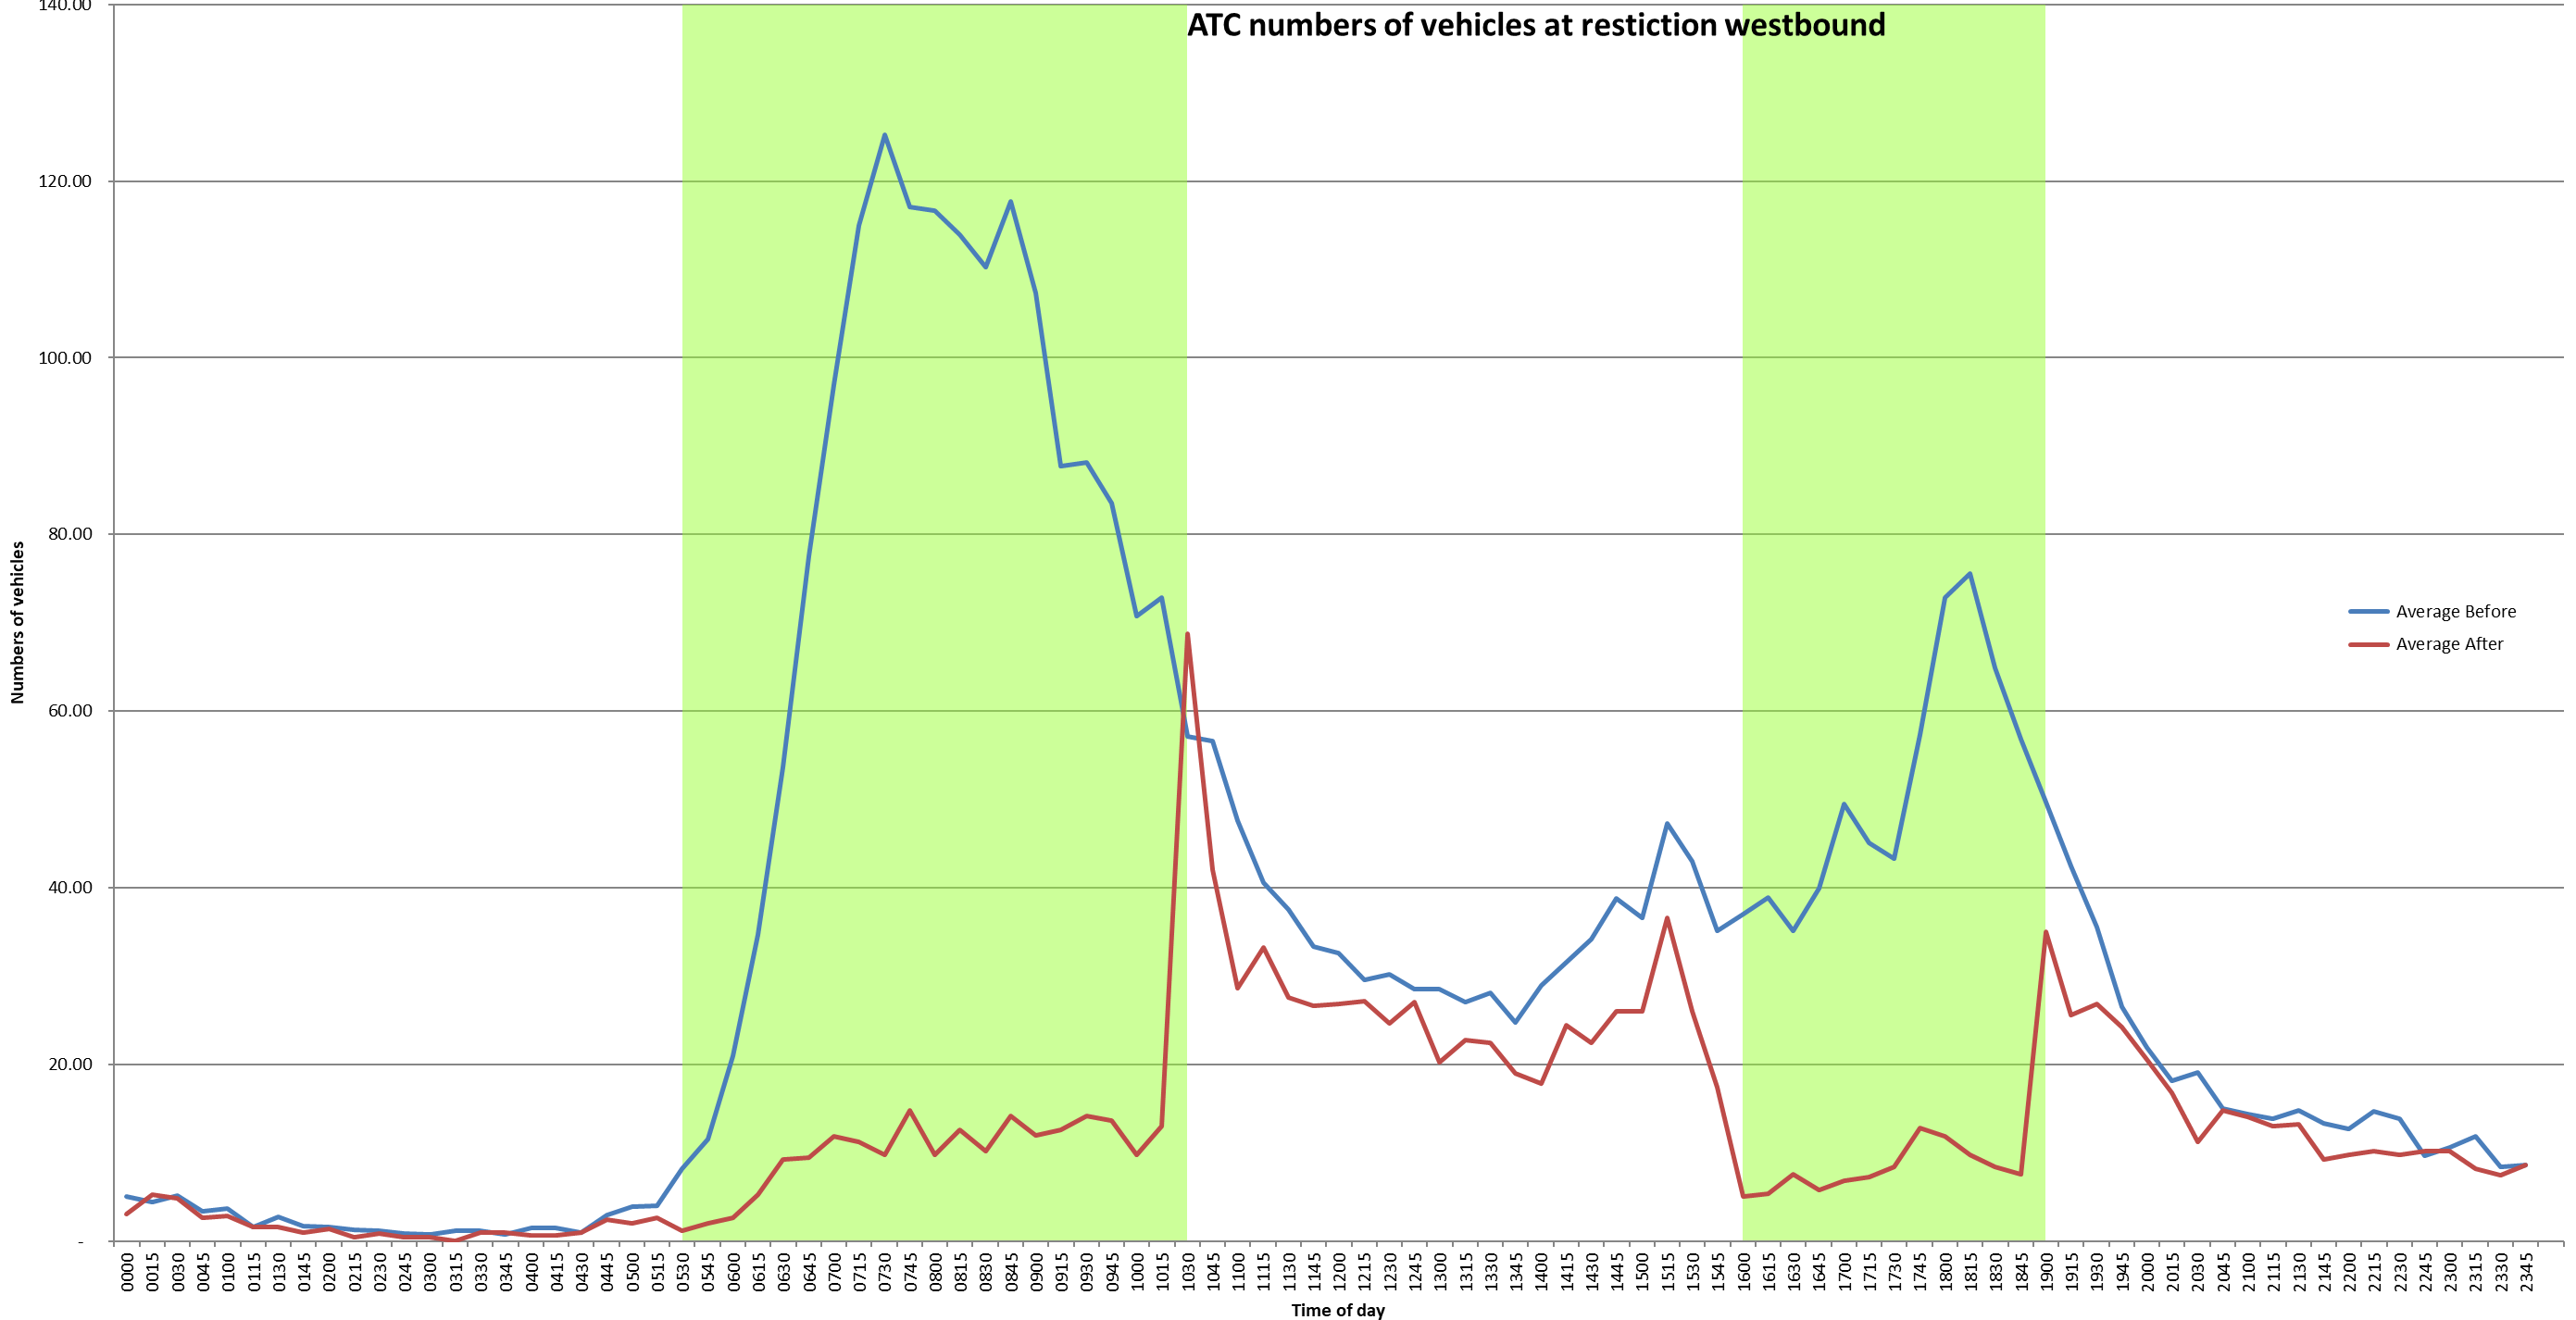 ATC numbers of vehicles at restiction westbound
140.00
120.00
100.00
80.00
60.00
40.00
20.00
-
Numbers of vehicles
Average Before
Average After
0000 0015 0030 0045 0100 0115 0130 0145 0200 0215 0230 0245 0300 0315 0330 0345 0400 0415 0430 0445 0500 0515 0530 0545 0600 0615 0630 0645 0700 0715 0730 0745 0800 0815 0830 0845 0900 0915 0930 0945 1000 1015 1030 1045 1100 1115 1130 1145 1200 1215 1230 1245 1300 1315 1330 1345 1400 1415 1430 1445 1500 1515 1530 1545 1600 1615 1630 1645 1700 1715 1730 1745 1800 1815 1830 1845 1900 1915 1930 1945 2000 2015 2030 2045 2100 2115 2130 2145 2200 2215 2230 2245 2300 2315 2330 2345
Time of day